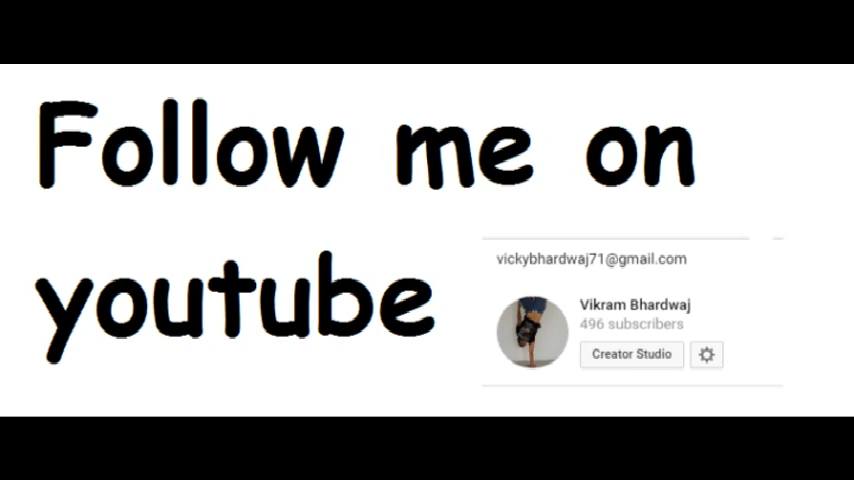 Follow me on
youtube
vickybhardwaj71@gmail.com
Vikram Bhardwaj
496 subscribers
Creator Studio